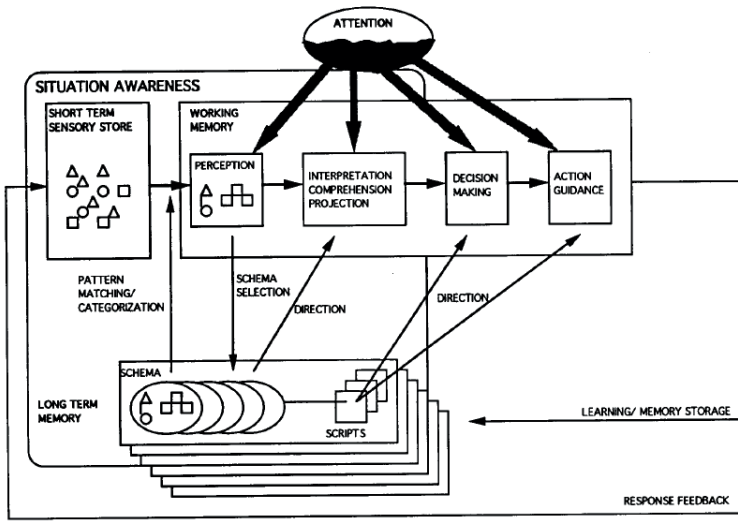 ATTENTION
SITUATION AWARENESS
SHORT TERM
SENSORY STORE
WORKING
MEMORY
PERCEPTION
INTERPRETATION
COMPREHENSION
PROJECTION
DECISION
MAKING
ACTION
GUIDANCE
PATTERN
MATCHING/
CATEGORIZATION
SCHEMA
SELECTION
DIRECTION
DIRECTION
SCHEMA
LONG TERM
MEMORY
SCRIPTS
LEARNING/ MEMORY STORAGE
RESPONSE FEEDBACK